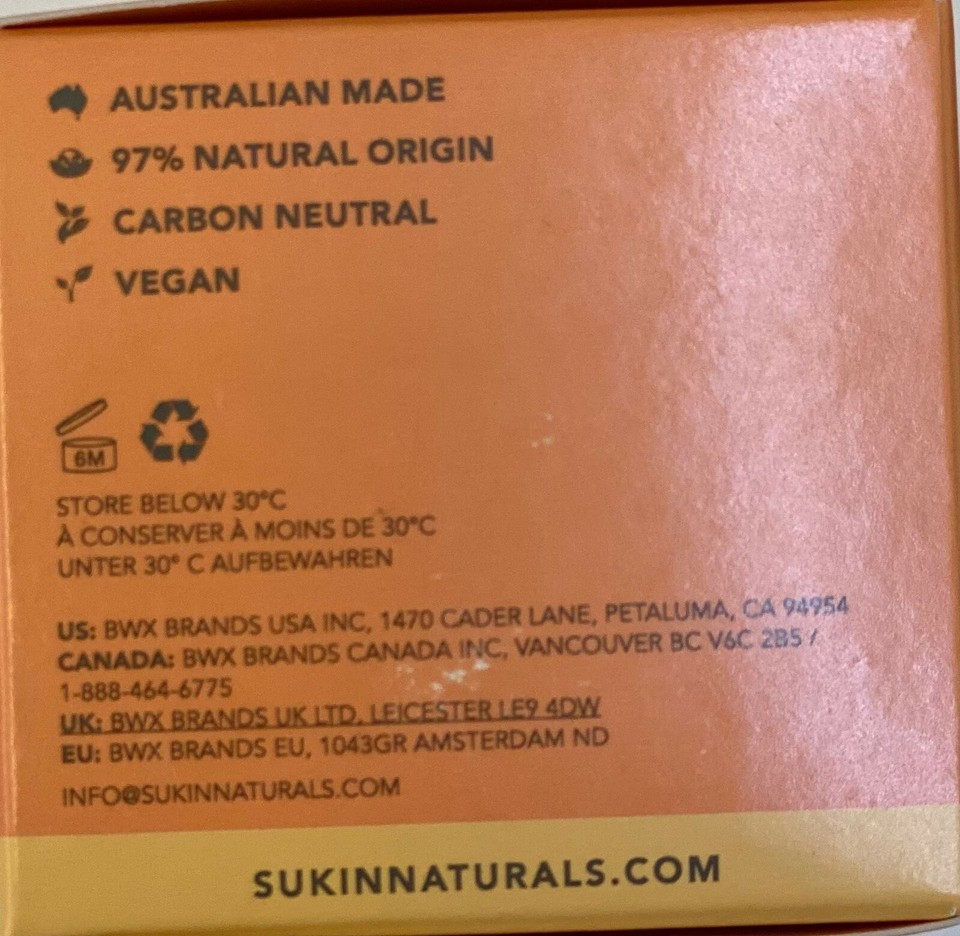 AUSTRALIAN MADE
97% NATURAL ORIGIN
CARBON NEUTRAL
VEGAN
6M
STORE BELOW 30°C
À CONSERVER À MOINS DE 30°C
UNTER 30° C AUFBEWAHREN
US: BWX BRANDS USA INC, 1470 CADER LANE, PETALUMA, CA 94954
CANADA: BWX BRANDS CANADA INC, VANCOUVER BC V6C 2B5 /
1-888-464-6775
UK: BWX BRANDS UK LTD, LEICESTER LE9 4DW
EU: BWX BRANDS EU, 1043GR AMSTERDAM ND
INFO@SUKINNATURALS.COM
SUKINNATURALS.COM